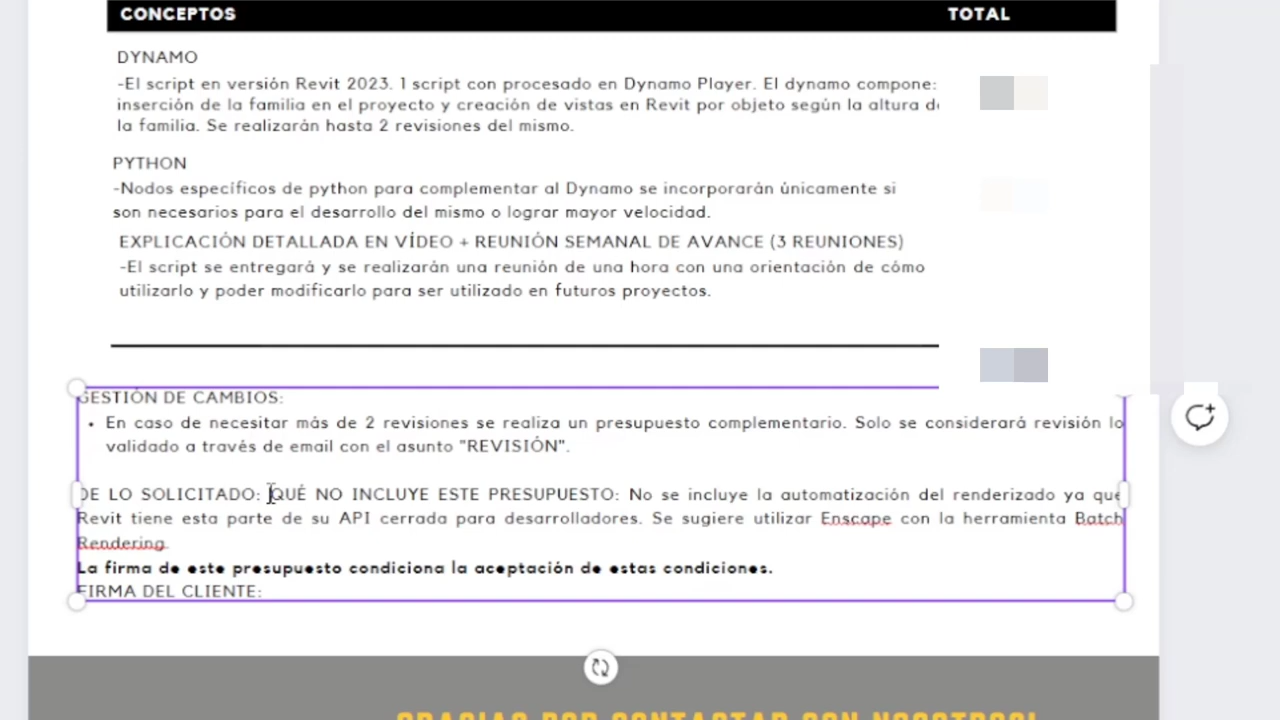 CONCEPTOS TOTAL
DYNAMO
-El script en versión Revit 2023. 1 script con procesado en Dynamo Player. El dynamo compone:
inserción de la familia en el proyecto y creación de vistas en Revit por objeto según la altura de
la familia. Se realizarán hasta 2 revisiones del mismo.
PYTHON
-Nodos específicos de python para complementar al Dynamo se incorporarán únicamente si
son necesarios para el desarrollo del mismo o lograr mayor velocidad.
EXPLICACIÓN DETALLADA EN VÍDEO + REUNIÓN SEMANAL DE AVANCE (3 REUNIONES)
-El script se entregará y se realizarán una reunión de una hora con una orientación de cómo
utilizarlo y poder modificarlo para ser utilizado en futuros proyectos.
GESTIÓN DE CAMBIOS:
• En caso de necesitar más de 2 revisiones se realiza un presupuesto complementario. Solo se considerará revisión lo
validado a través de email con el asunto "REVISIÓN".
DE LO SOLICITADO: ¿QUÉ NO INCLUYE ESTE PRESUPUESTO: No se incluye la automatización del renderizado ya que
Revit tiene esta parte de su API cerrada para desarrolladores. Se sugiere utilizar Enscape con la herramienta Batch
Rendering
La firma de este presupuesto condiciona la aceptación de estas condiciones.
FIRMA DEL CLIENTE:
GRACIAS POR CONTACTAR CON NOSOTROS!